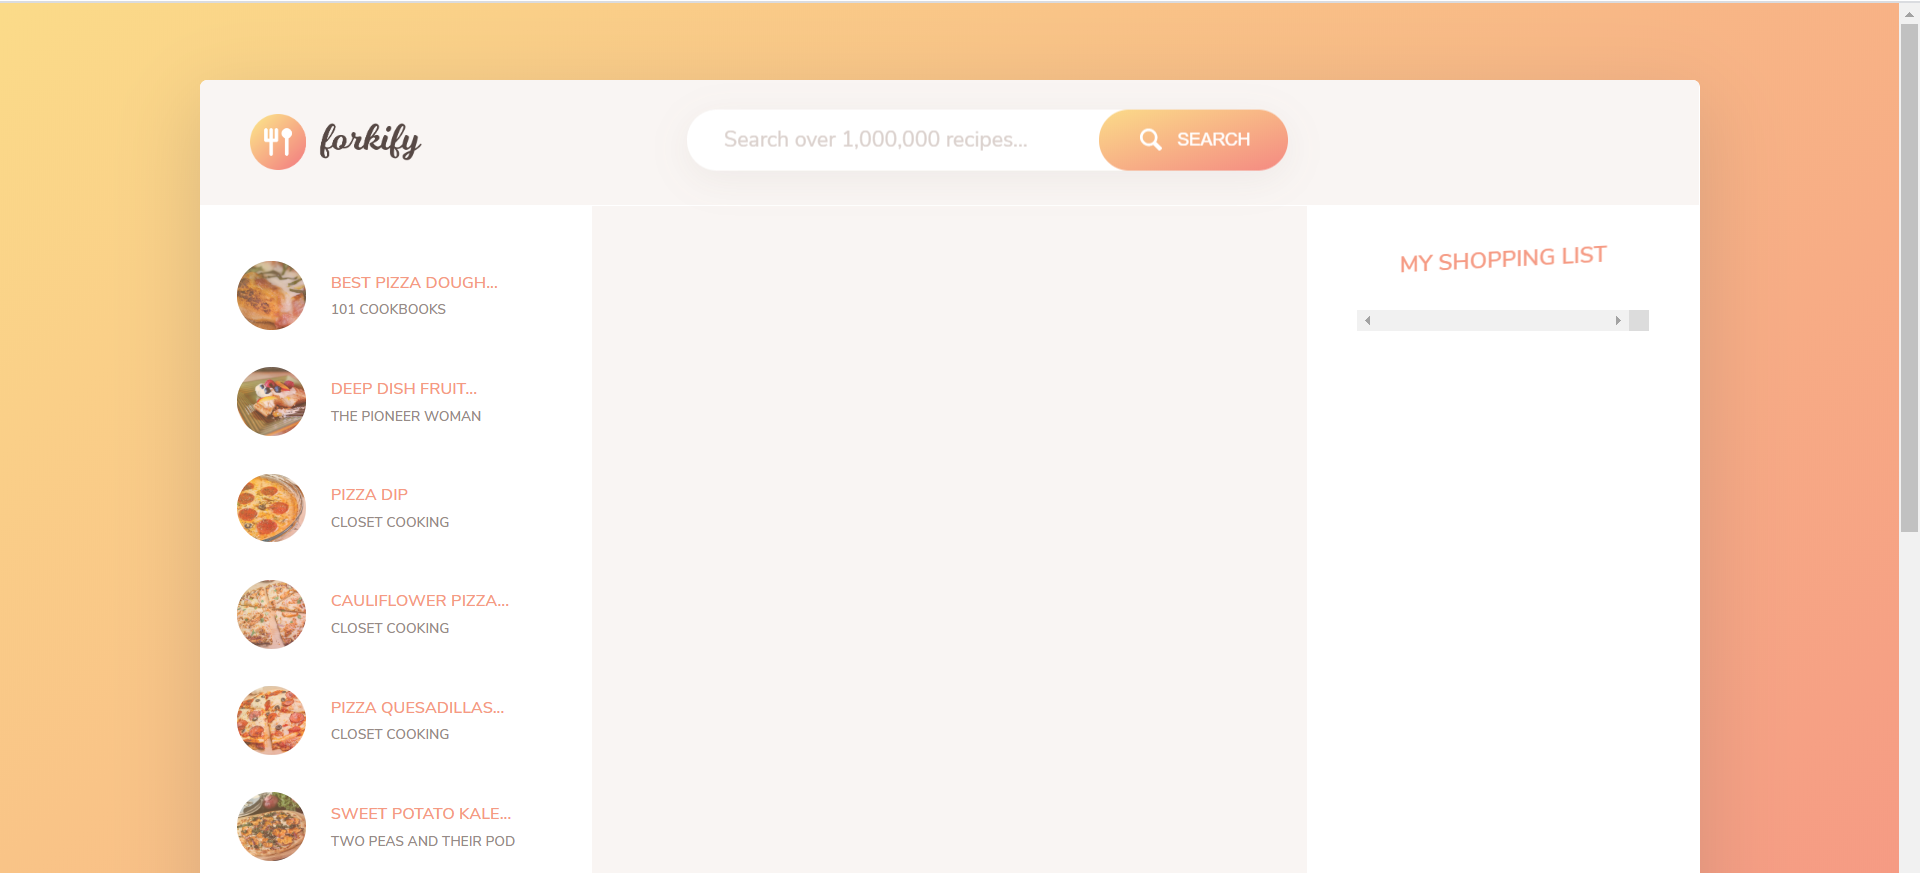 forkify
Search over 1,000,000 recipes...
SEARCH
BEST PIZZA DOUGH...
101 COOKBOOKS
DEEP DISH FRUIT...
THE PIONEER WOMAN
PIZZA DIP
CLOSET COOKING
CAULIFLOWER PIZZA...
CLOSET COOKING
PIZZA QUESADILLAS...
CLOSET COOKING
SWEET POTATO KALE...
TWO PEAS AND THEIR POD
MY SHOPPING LIST